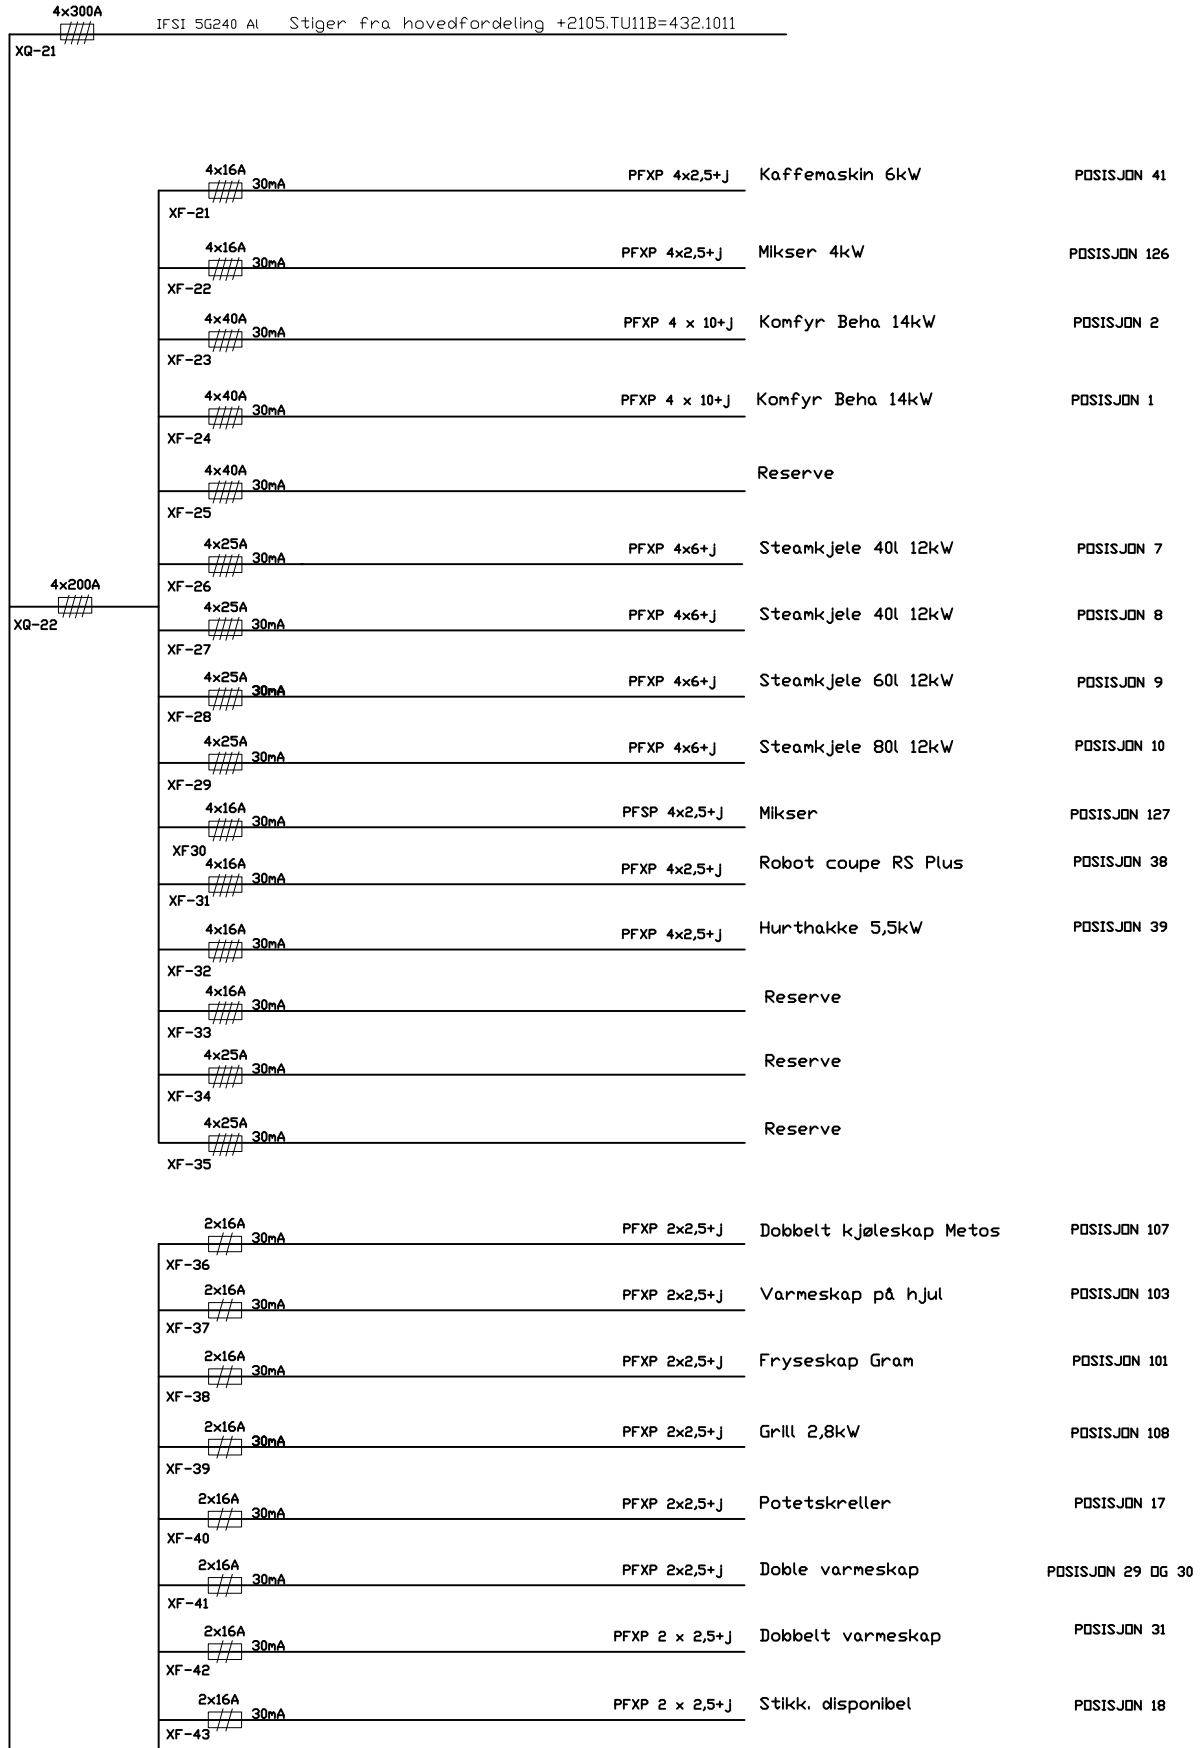 4x300A
IFSI 5G240 Al Stiger fra hovedfordeling +2105.TU11B=432.1011
XQ-21
4x16A 30mA PFXP 4x2,5+j Kaffemaskin 6kW POSISJON 41
XF-21
4x16A 30mA PFXP 4x2,5+j Mikser 4kW POSISJON 126
XF-22
4x40A 30mA PFXP 4 x 10+j Komfyr Beha 14kW POSISJON 2
XF-23
4x40A 30mA PFXP 4 x 10+j Komfyr Beha 14kW POSISJON 1
XF-24
4x40A 30mA Reserve
XF-25
4x25A 30mA PFXP 4x6+j Steamkjele 40l 12kW POSISJON 7
XF-26
4x200A
XQ-22
4x25A 30mA PFXP 4x6+j Steamkjele 40l 12kW POSISJON 8
XF-27
4x25A 30mA PFXP 4x6+j Steamkjele 60l 12kW POSISJON 9
XF-28
4x25A 30mA PFXP 4x6+j Steamkjele 80l 12kW POSISJON 10
XF-29
4x16A 30mA PFSP 4x2,5+j Mikser POSISJON 127
XF30
4x16A 30mA PFXP 4x2,5+j Robot coupe RS Plus POSISJON 38
XF-31
4x16A 30mA PFXP 4x2,5+j Hurthakke 5,5kW POSISJON 39
XF-32
4x16A 30mA Reserve
XF-33
4x25A 30mA Reserve
XF-34
4x25A 30mA Reserve
XF-35
2x16A 30mA PFXP 2x2,5+j Dobbelt kjøleskap Metos POSISJON 107
XF-36
2x16A 30mA PFXP 2x2,5+j Varmeskap på hjul POSISJON 103
XF-37
2x16A 30mA PFXP 2x2,5+j Fryseskap Gram POSISJON 101
XF-38
2x16A 30mA PFXP 2x2,5+j Grill 2,8kW POSISJON 108
XF-39
2x16A 30mA PFXP 2x2,5+j Potetskreller POSISJON 17
XF-40
2x16A 30mA PFXP 2x2,5+j Doble varmeskap POSISJON 29 OG 30
XF-41
2x16A 30mA PFXP 2 x 2,5+j Dobbelt varmeskap POSISJON 31
XF-42
2x16A 30mA PFXP 2 x 2,5+j Stikk. disponibel POSISJON 18
XF-43